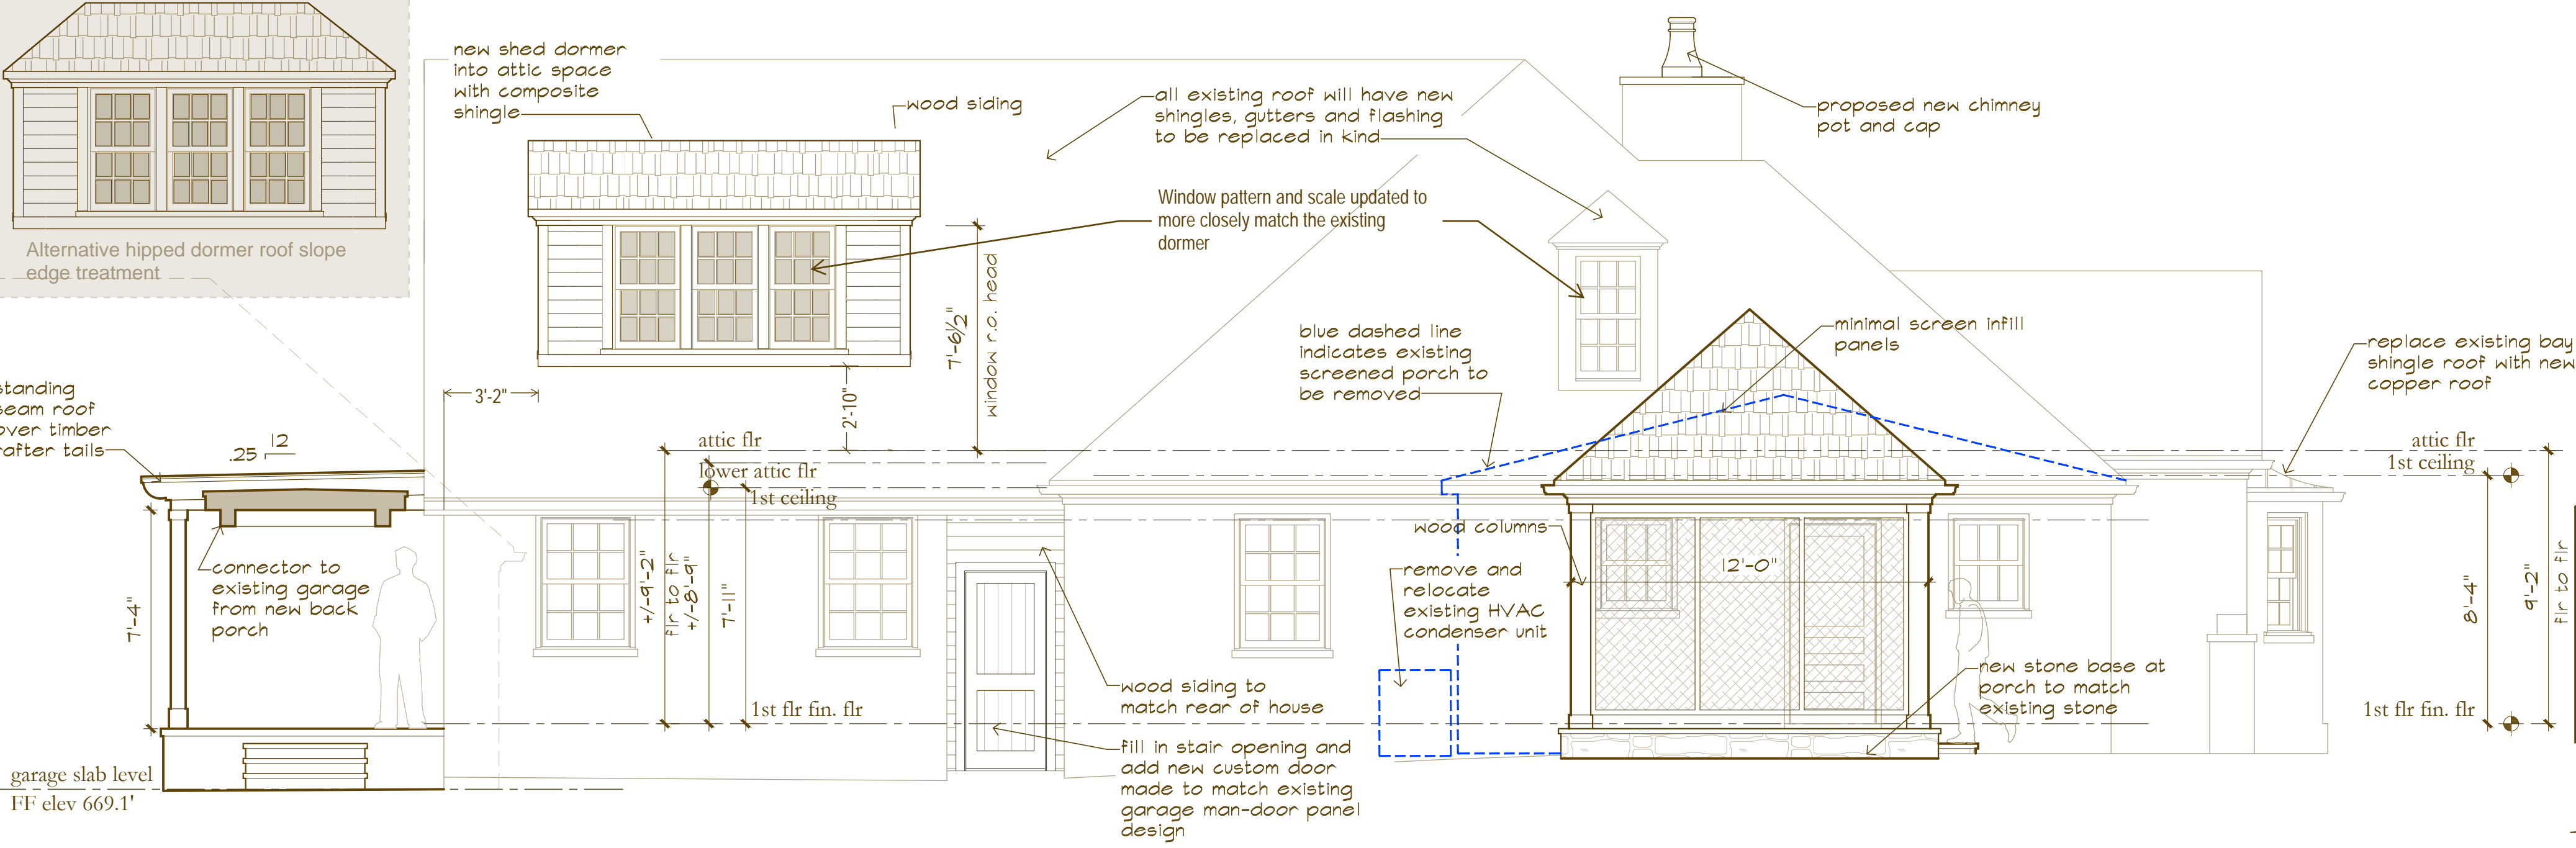 Alternative hipped dormer roof slope
edge treatment
new shed dormer
into attic space
with composite
shingle
wood siding
all existing roof will have new
shingles, gutters and flashing
to be replaced in kind
Window pattern and scale updated to
more closely match the existing
dormer
proposed new chimney
pot and cap
7'-6 1/2"
window r.o. head
3'-2"
2'-10"
blue dashed line
indicates existing
screened porch to
be removed
minimal screen infill
panels
replace existing bay
shingle roof with new
copper roof
standing
seam roof
over timber
rafter tails
12
.25
attic flr
lower attic flr
1st ceiling
attic flr
1st ceiling
connector to
existing garage
from new back
porch
7'-4"
+/-9'-2"
flr to flr
+/-8'-9"
7'-11"
wood columns
12'-0"
remove and
relocate
existing HVAC
condenser unit
8'-4"
9'-2"
flr to flr
wood siding to
match rear of house
new stone base at
porch to match
existing stone
1st flr fin. flr
1st flr fin. flr
fill in stair opening and
add new custom door
made to match existing
garage man-door panel
design
garage slab level
FF elev 669.1'